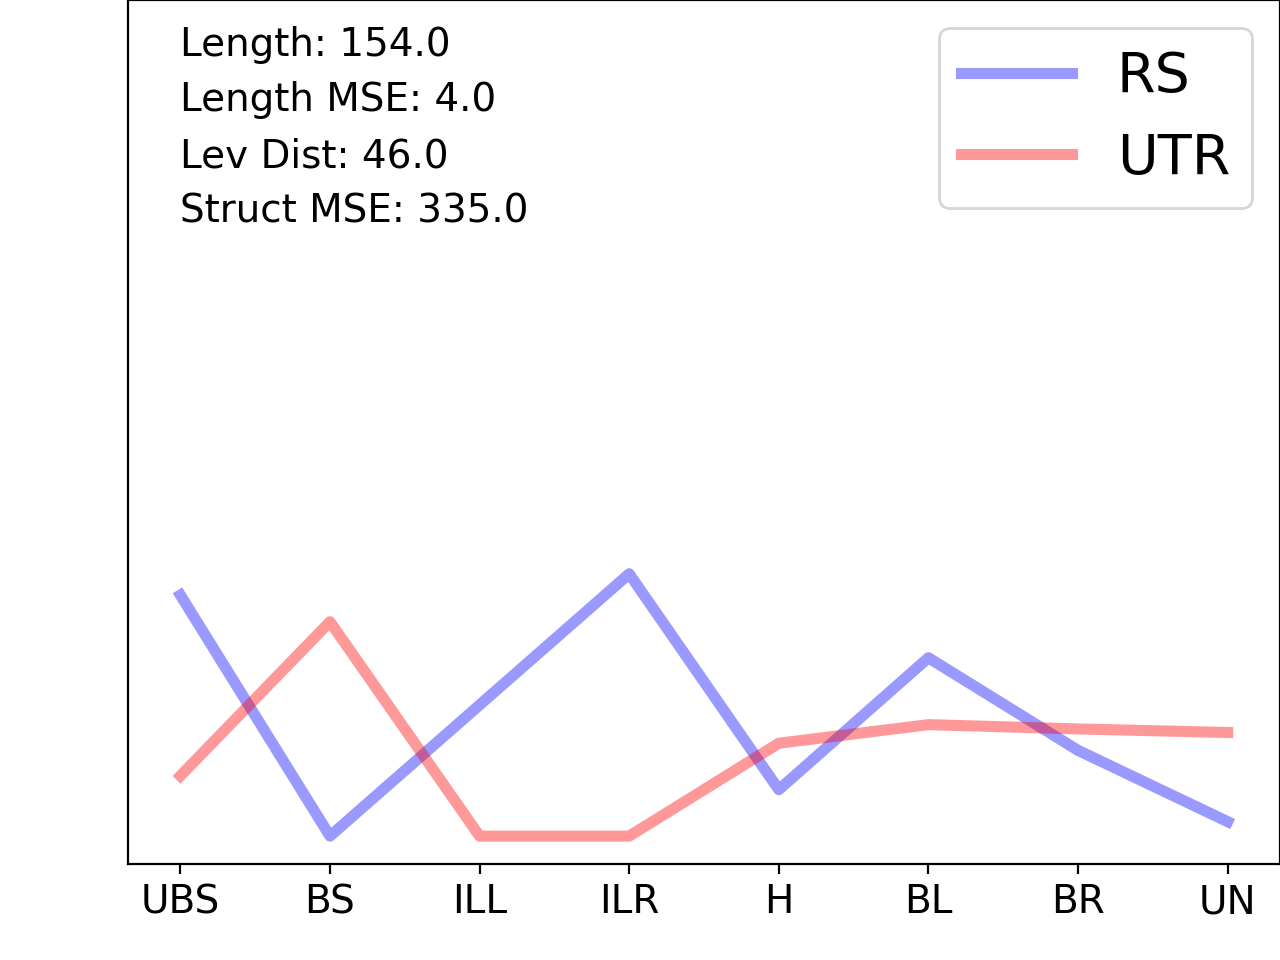 Length: 154.0
Length MSE: 4.0
Lev Dist: 46.0
Struct MSE: 335.0
RS
UTR
UBS BS ILL ILR H BL BR UN